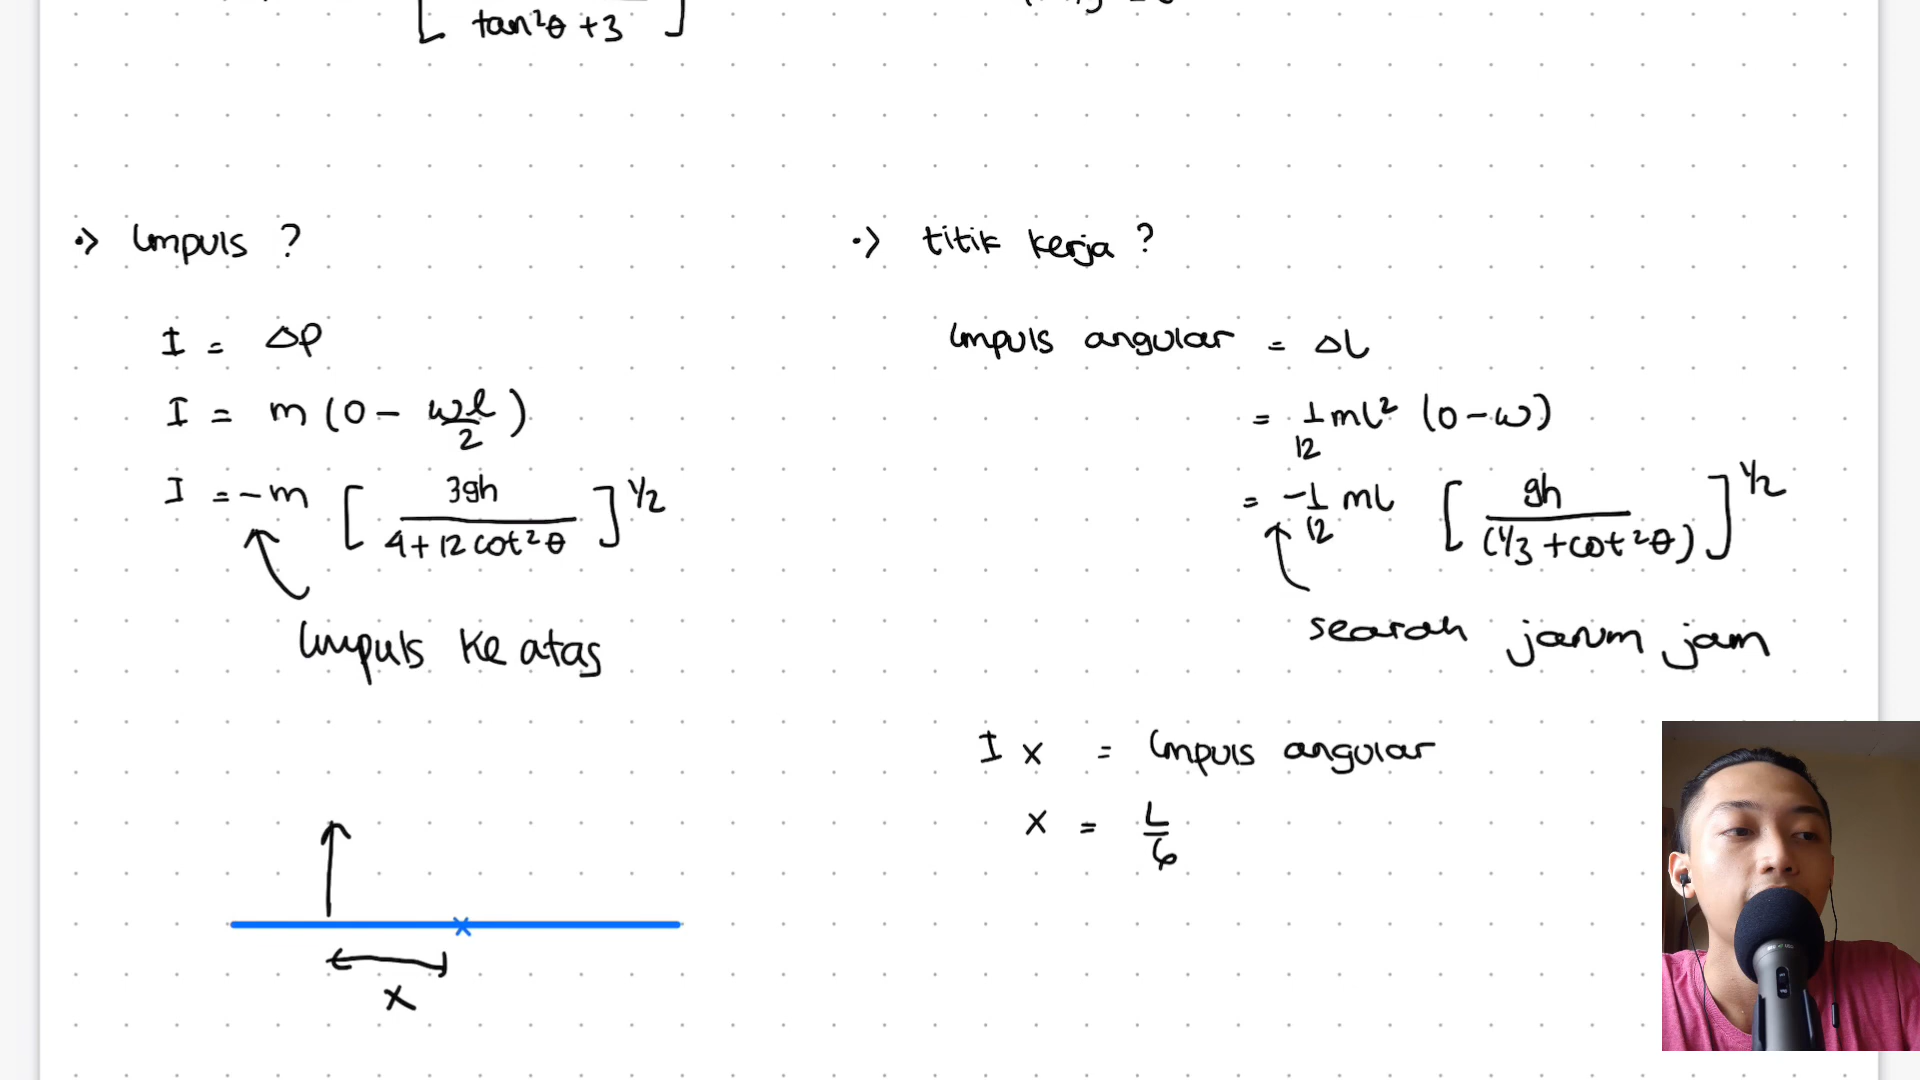 tan²θ + 3
•> Impuls ?
I = Δp
I = m (0 - ωl/2)
I = -m [3gh / (4 + 12 cot²θ)]^1/2
Impuls ke atas
x
•> titik kerja ?
Impuls angular = ΔL
= 1/12 mL² (0 - ω)
= -1/12 mL [gh / (1/3 + cot²θ)]^1/2
searah jarum jam
I x = Impuls angular
x = L/6